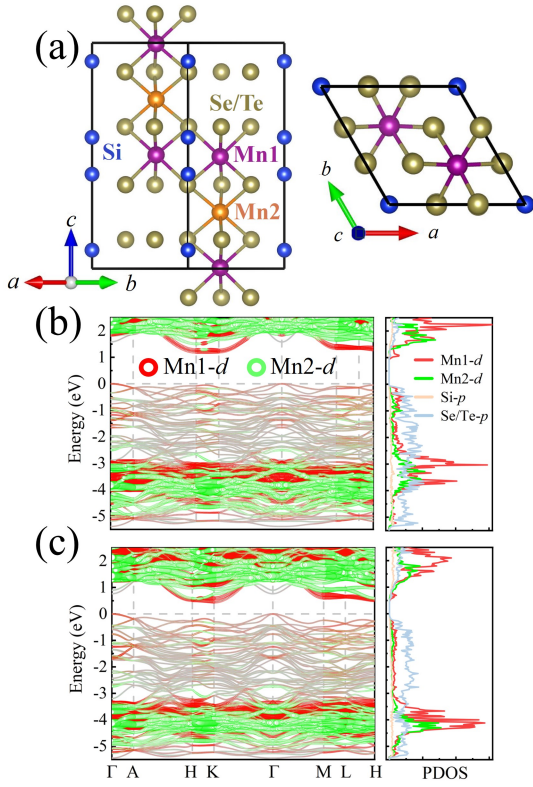 (a)
Se/Te
Si
Mn1
Mn2
c
a
b
b
c
a
(b)
Energy (eV)
2
1
0
-1
-2
-3
-4
-5
Mn1-d
Mn2-d
Mn1-d
Mn2-d
Si-p
Se/Te-p
(c)
Energy (eV)
2
1
0
-1
-2
-3
-4
-5
Γ A H K Γ M L H
PDOS